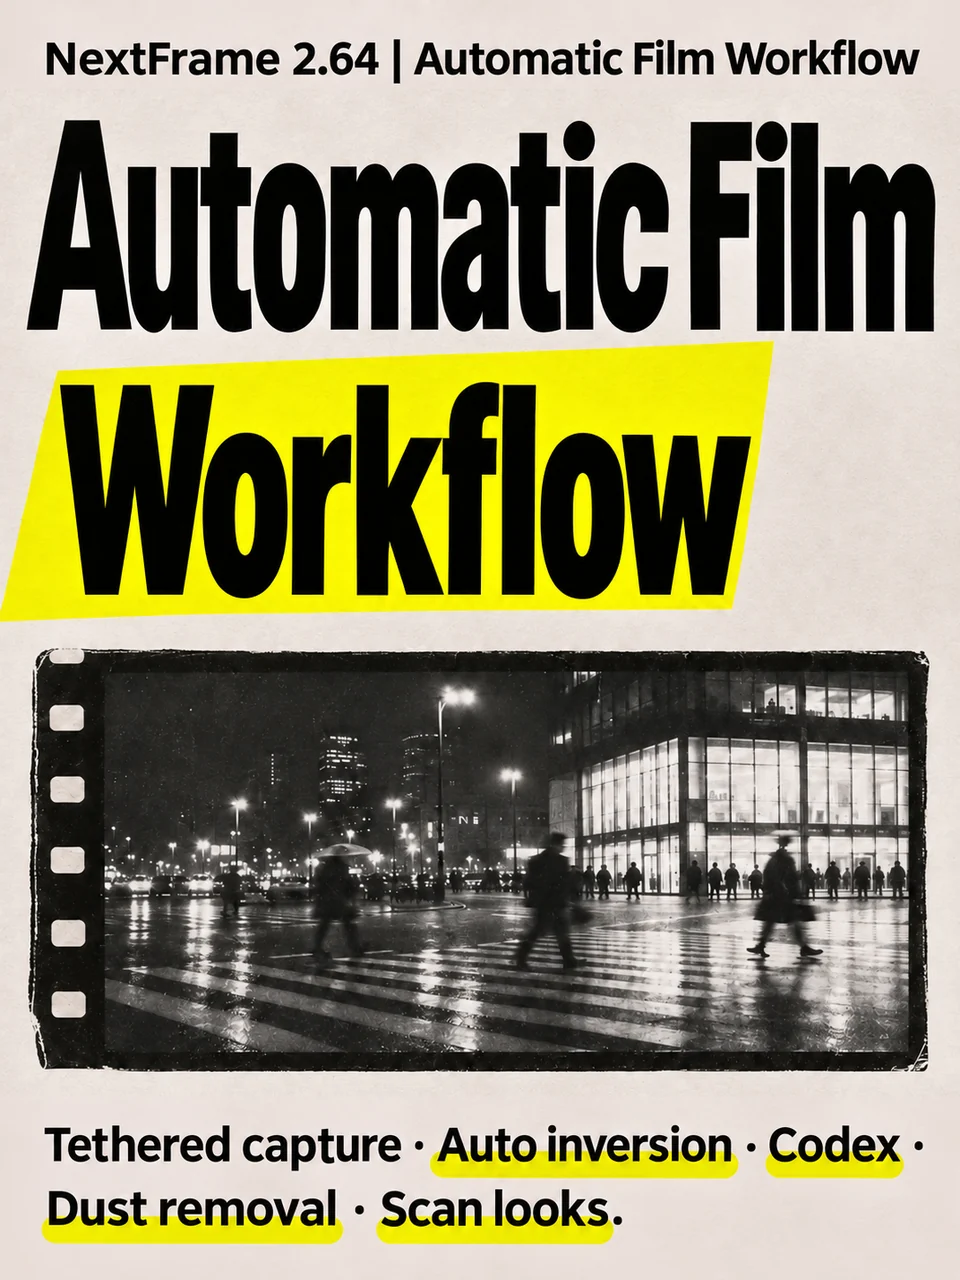 NextFrame 2.64 | Automatic Film Workflow
Automatic Film
Workflow
Tethered capture · Auto inversion · Codex ·
Dust removal · Scan looks.